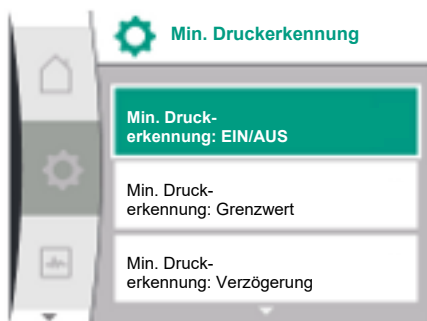 Min. Druckerkennung
Min. Druck-
erkennung: EIN/AUS
Min. Druck-
erkennung: Grenzwert
Min. Druck-
erkennung: Verzögerung